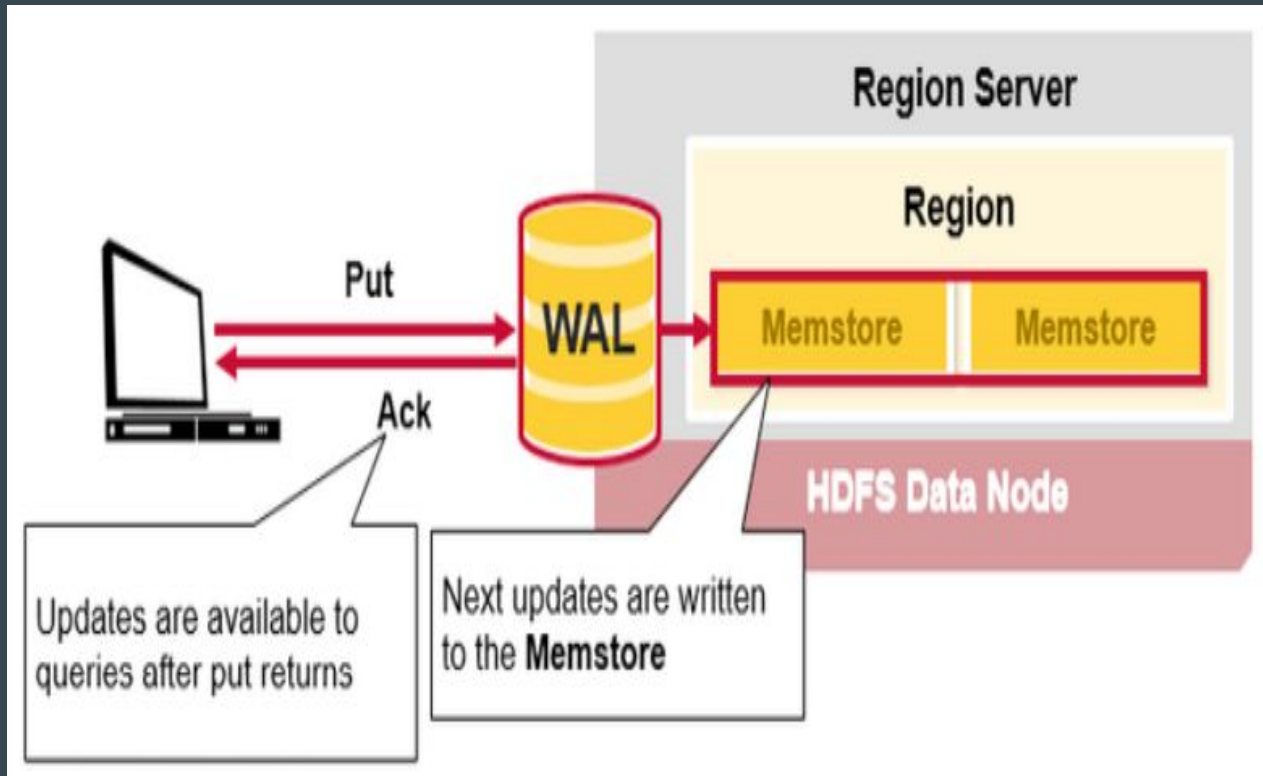 Region Server
Region
Put
WAL
Memstore
Memstore
Ack
HDFS Data Node
Updates are available to
queries after put returns
Next updates are written
to the Memstore